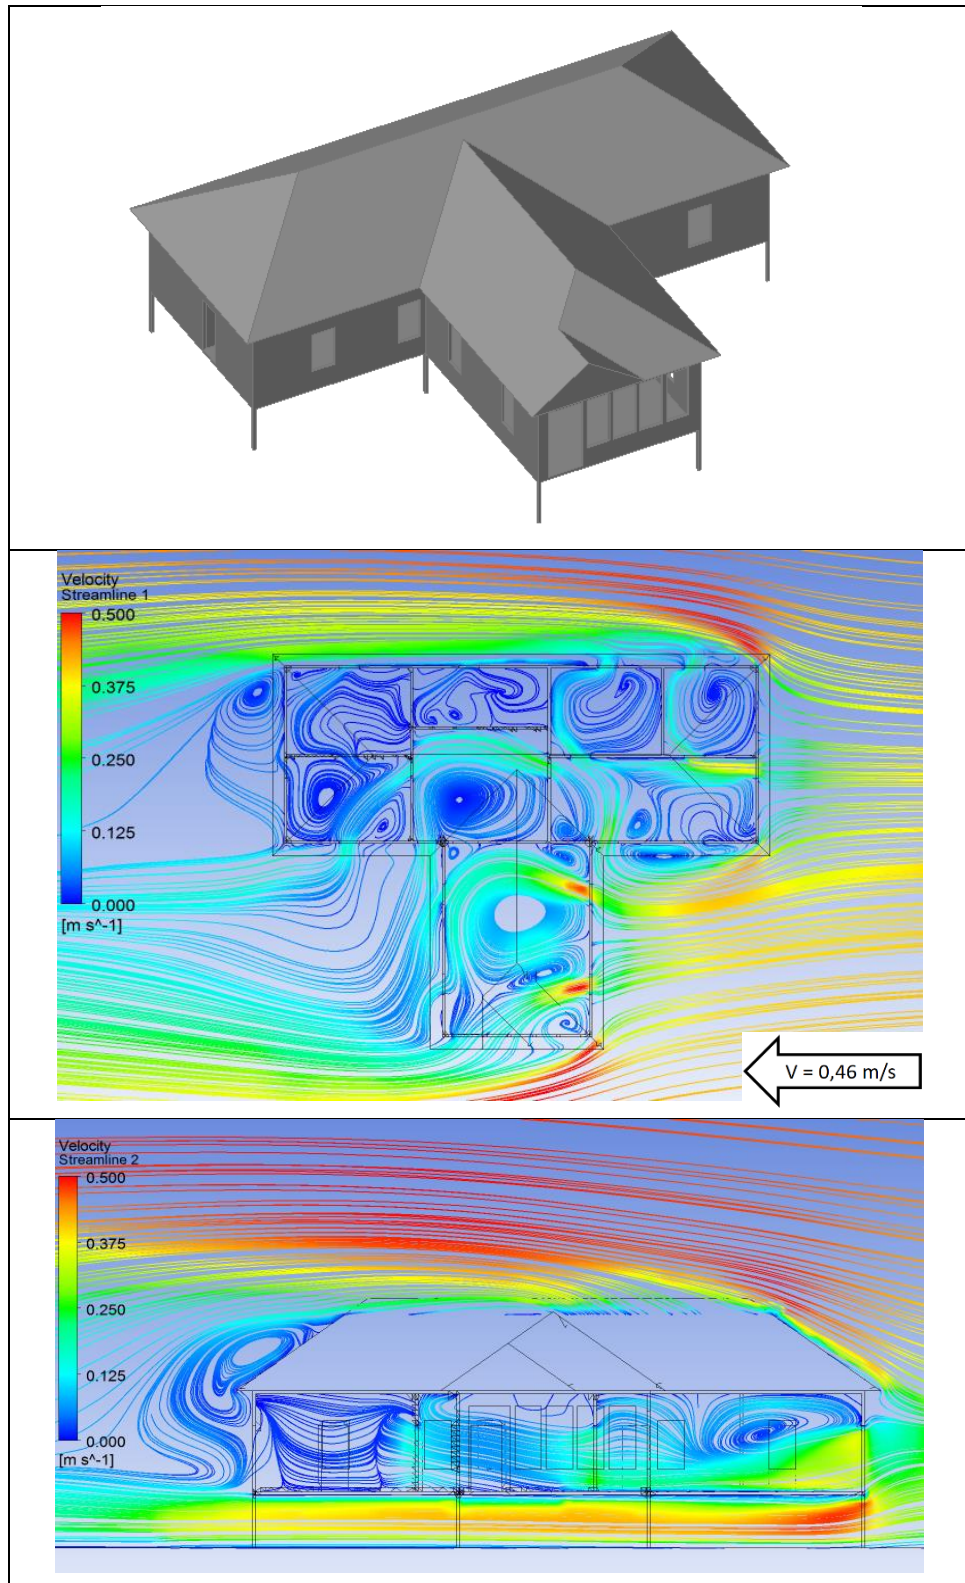 Velocity
Streamline 1
0.500
0.375
0.250
0.125
0.000
[m s^-1]
V = 0,46 m/s
Velocity
Streamline 2
0.500
0.375
0.250
0.125
0.000
[m s^-1]